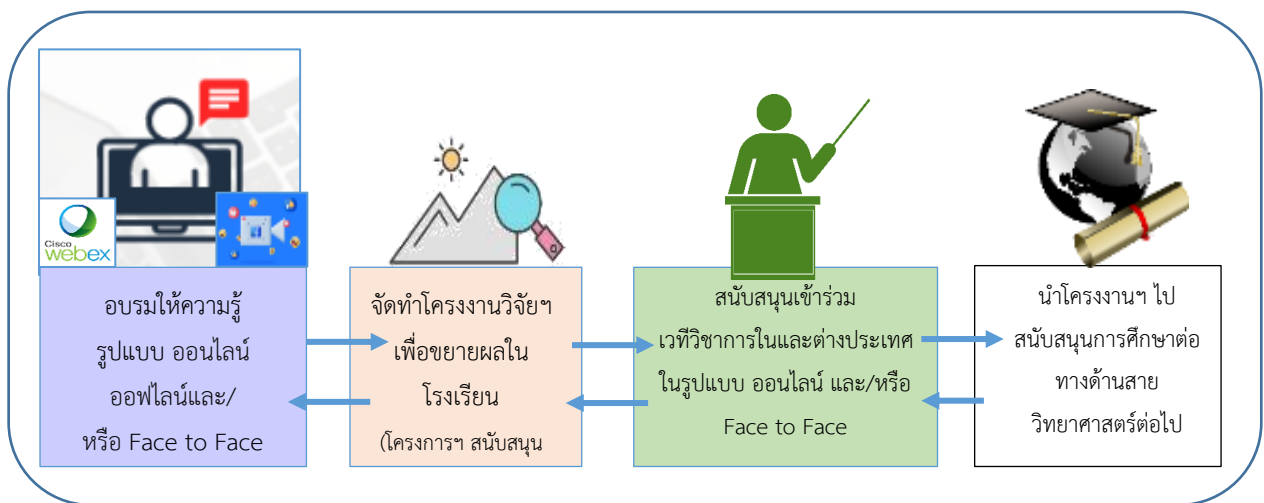 Cisco
webex
อบรมให้ความรู้
รูปแบบ ออนไลน์
ออฟไลน์และ/
หรือ Face to Face
จัดทำโครงงานวิจัยฯ
เพื่อขยายผลใน
โรงเรียน
(โครงการฯ สนับสนุน
สนับสนุนเข้าร่วม
เวทีวิชาการในและต่างประเทศ
ในรูปแบบ ออนไลน์ และ/หรือ
Face to Face
นำโครงงานฯ ไป
สนับสนุนการศึกษาต่อ
ทางด้านสาย
วิทยาศาสตร์ต่อไป